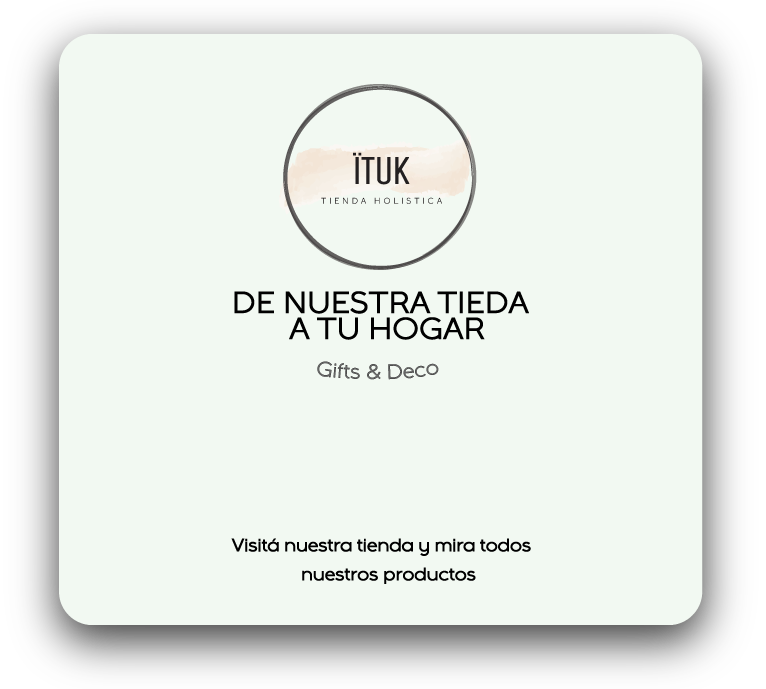 ÏTUK
TIENDA HOLISTICA
DE NUESTRA TIEDA
A TU HOGAR
Gifts & Deco
Visitá nuestra tienda y mira todos
nuestros productos